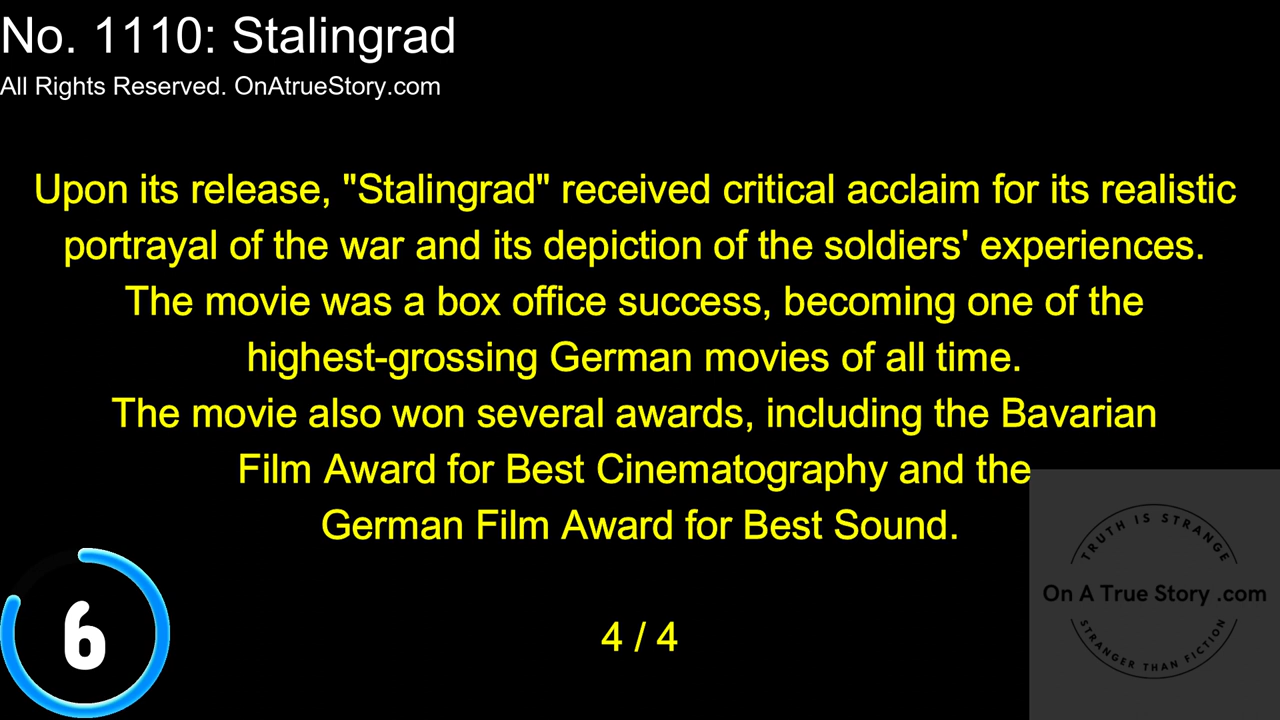 No. 1110: Stalingrad
All Rights Reserved. OnAtrueStory.com
Upon its release, "Stalingrad" received critical acclaim for its realistic
portrayal of the war and its depiction of the soldiers' experiences.
The movie was a box office success, becoming one of the
highest-grossing German movies of all time.
The movie also won several awards, including the Bavarian
Film Award for Best Cinematography and the
German Film Award for Best Sound.
TRUTH IS STRANGE
On A True Story .com
STRANGER THAN FICTION
6
4 / 4